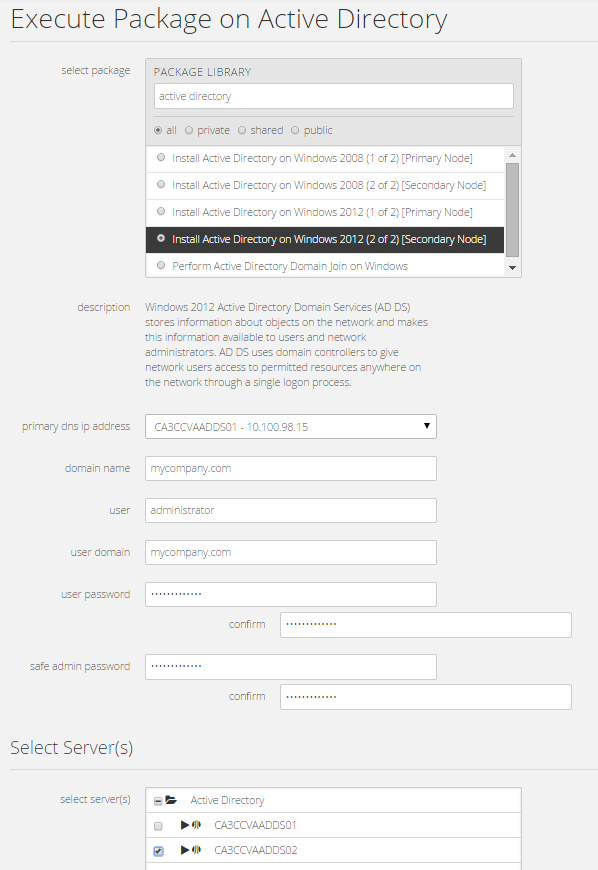 Execute Package on Active Directory
select package
PACKAGE LIBRARY
active directory
all private shared public
Install Active Directory on Windows 2008 (1 of 2) [Primary Node]
Install Active Directory on Windows 2008 (2 of 2) [Secondary Node]
Install Active Directory on Windows 2012 (1 of 2) [Primary Node]
Install Active Directory on Windows 2012 (2 of 2) [Secondary Node]
Perform Active Directory Domain Join on Windows
description
Windows 2012 Active Directory Domain Services (AD DS)
stores information about objects on the network and makes
this information available to users and network
administrators. AD DS uses domain controllers to give
network users access to permitted resources anywhere on
the network through a single logon process.
primary dns ip address CA3CCVAADDS01 - 10.100.98.15
domain name mycompany.com
user administrator
user domain mycompany.com
user password •••••••••••••
confirm •••••••••••••
safe admin password •••••••••••••
confirm •••••••••••••
Select Server(s)
select server(s) Active Directory
CA3CCVAADDS01
CA3CCVAADDS02